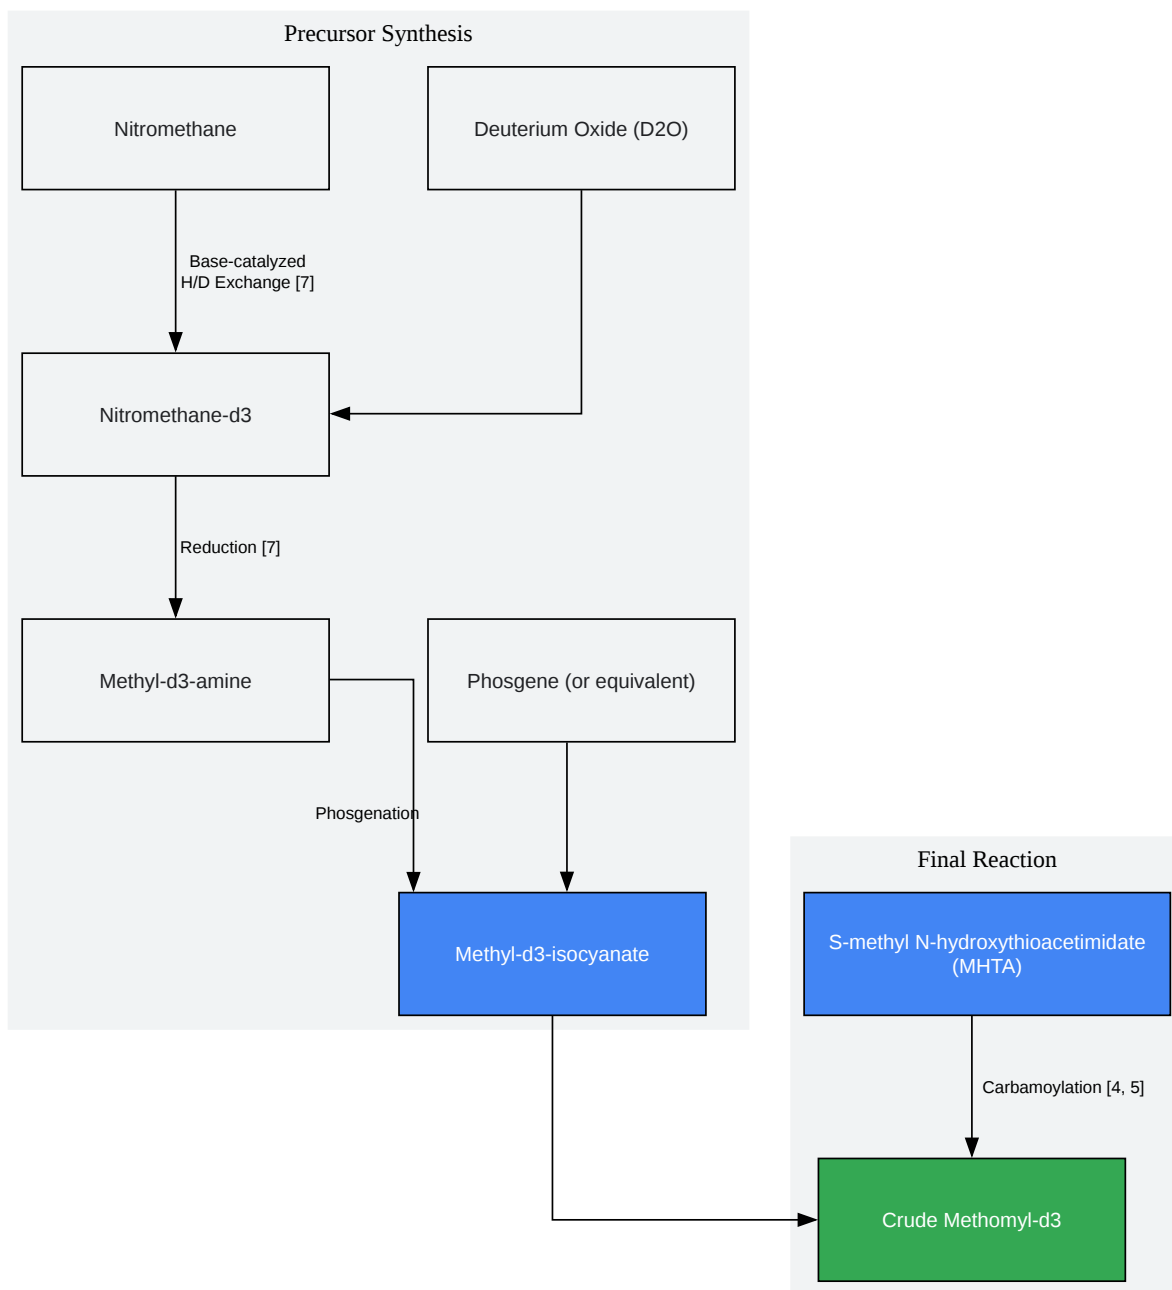 Precursor Synthesis
Nitromethane
Deuterium Oxide (D2O)
Base-catalyzed
H/D Exchange [7]
Nitromethane-d3
Reduction [7]
Methyl-d3-amine
Phosgene (or equivalent)
Phosgenation
Methyl-d3-isocyanate
Final Reaction
S-methyl N-hydroxythioacetimidate
(MHTA)
Carbamoylation [4, 5]
Crude Methomyl-d3